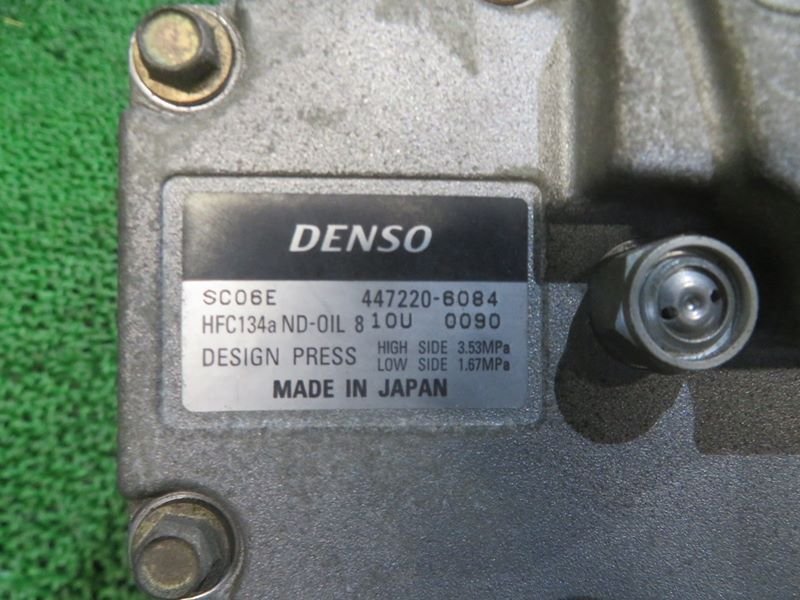 DENSO
SC06E 447220-6084
HFC134a ND-OIL 8 10U 0090
DESIGN PRESS HIGH SIDE 3.53MPa
LOW SIDE 1.67MPa
MADE IN JAPAN